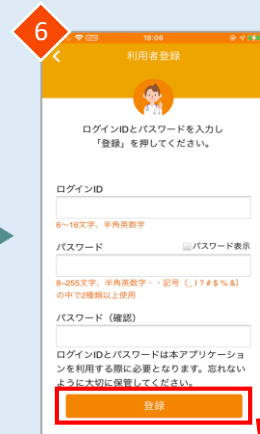 6
18:06
利用者登録
ログインIDとパスワードを入力し
「登録」を押してください。
ログインID
6〜16文字、半角英数字
パスワード
パスワード表示
8~255文字、半角英数字・・記号（_ ! ? # $ % &）
の中で2種類以上使用
パスワード（確認）
ログインIDとパスワードは本アプリケーショ
ンを利用する際に必要となります。忘れない
ように大切に保管してください。
登録